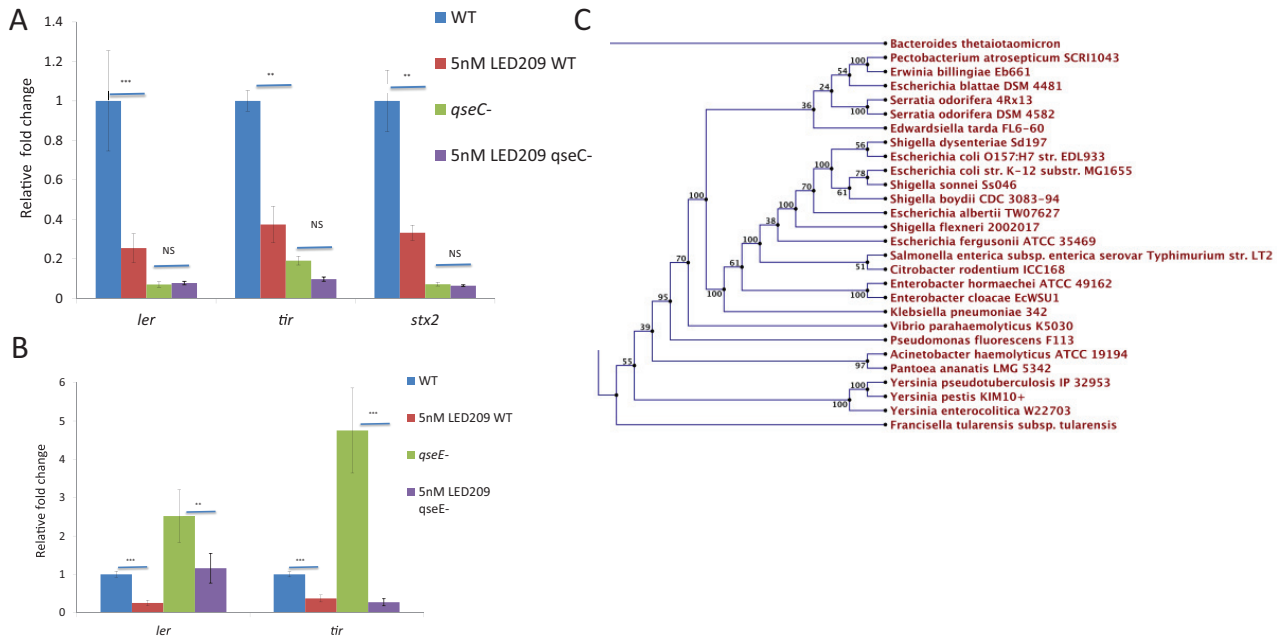 A
1.4
1.2
1
0.8
0.6
0.4
0.2
0
Relative fold change
***
NS
**
NS
**
NS
ler
tir
stx2
WT
5nM LED209 WT
qseC-
5nM LED209 qseC-
B
6
5
4
3
2
1
0
Relative fold change
***
**
***
***
ler
tir
WT
5nM LED209 WT
qseE-
5nM LED209
qseE-
C
Bacteroides thetaiotaomicron
Pectobacterium atrosepticum SCRI1043
Erwinia billingiae Eb661
Escherichia blattae DSM 4481
Serratia odorifera 4Rx13
Serratia odorifera DSM 4582
Edwardsiella tarda FL6-60
Shigella dysenteriae Sd197
Escherichia coli O157:H7 str. EDL933
Escherichia coli str. K-12 substr. MG1655
Shigella sonnei Ss046
Shigella boydii CDC 3083-94
Escherichia albertii TW07627
Shigella flexneri 2002017
Escherichia fergusonii ATCC 35469
Salmonella enterica subsp. enterica serovar Typhimurium str. LT2
Citrobacter rodentium ICC168
Enterobacter hormaechei ATCC 49162
Enterobacter cloacae EcWSU1
Klebsiella pneumoniae 342
Vibrio parahaemolyticus K5030
Pseudomonas fluorescens F113
Acinetobacter haemolyticus ATCC 19194
Pantoea ananatis LMG 5342
Yersinia pseudotuberculosis IP 32953
Yersinia pestis KIM10+
Yersinia enterocolitica W22703
Francisella tularensis subsp. tularensis
100
54
24
100
36
56
100
78
61
70
100
38
100
51
61
100
100
100
70
95
39
97
55
100
100